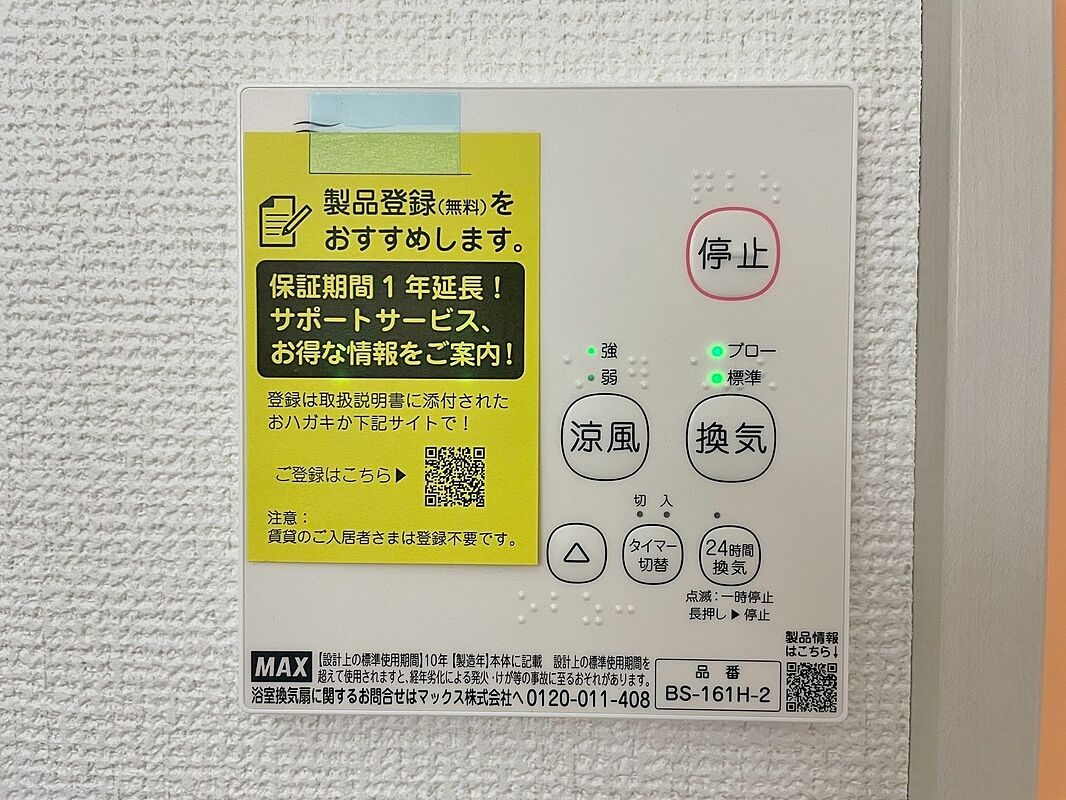 製品登録(無料)を
おすすめします。
保証期間1年延長！
サポートサービス、
お得な情報をご案内！
登録は取扱説明書に添付された
おハガキか下記サイトで！
ご登録はこちら▶
注意：
賃貸のご入居者さまは登録不要です。
停止
強
弱
涼風
ブロー
標準
換気
切 入
△
タイマー
切替
24時間
換気
点滅：一時停止
長押し▶停止
製品情報
はこちら↓
MAX
【設計上の標準使用期間】10年【製造年】本体に記載 設計上の標準使用期間を
超えて使用されますと、経年劣化による発火・けが等の事故に至るおそれがあります。
浴室換気扇に関するお問合せはマックス株式会社へ 0120-011-408
品番
BS-161H-2